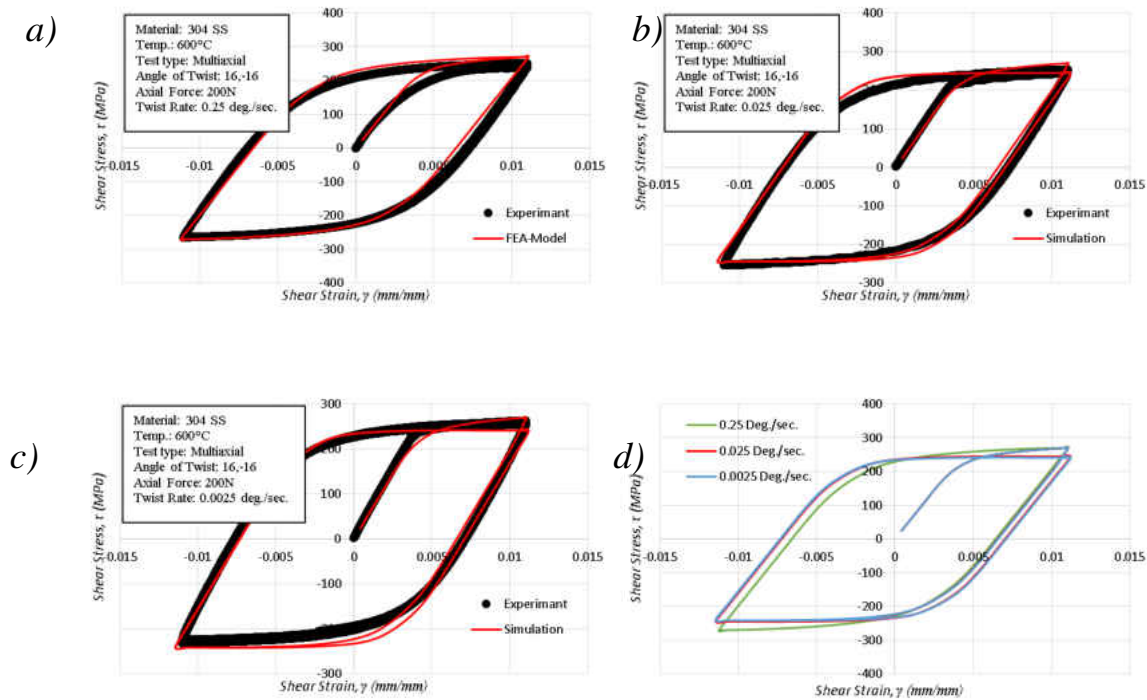 a)
Material: 304 SS
Temp.: 600°C
Test type: Multiaxial
Angle of Twist: 16,-16
Axial Force: 200N
Twist Rate: 0.25 deg./sec.
400
300
200
100
0
-0.015
-0.01
-0.005
0
0.005
0.01
0.015
-100
-200
-300
-400
Shear Stress, τ (MPa)
Shear Strain, γ (mm/mm)
Experimant
FEA-Model
b)
Material: 304 SS
Temp.: 600°C
Test type: Multiaxial
Angle of Twist: 16,-16
Axial Force: 200N
Twist Rate: 0.025 deg./sec.
400
300
200
100
0
-0.015
-0.01
-0.005
0
0.005
0.01
0.015
-100
-200
-300
Shear Stress, τ (MPa)
Shear Strain, γ (mm/mm)
Experimant
Simulation
c)
Material: 304 SS
Temp.: 600°C
Test type: Multiaxial
Angle of Twist: 16,-16
Axial Force: 200N
Twist Rate: 0.0025 deg./sec.
300
200
100
0
-0.015
-0.01
-0.005
0
0.005
0.01
0.015
-100
-300
Shear Stress, τ (MPa)
Shear Strain, γ (mm/mm)
Experimant
Simulation
d)
0.25 Deg./sec.
0.025 Deg./sec.
0.0025 Deg./sec.
400
300
200
100
0
-0.015
-0.01
-0.005
0
0.005
0.01
0.015
-100
-200
-300
-400
Shear Stress, τ (MPa)
Shear Strain, γ (mm/mm)